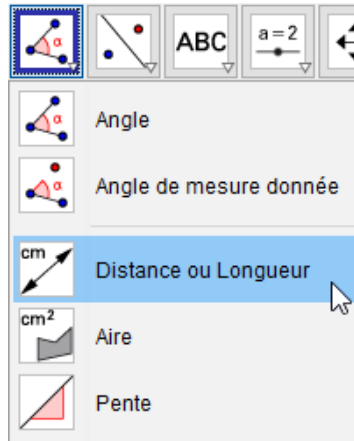 α
ABC
a = 2
α Angle
α Angle de mesure donnée
cm Distance ou Longueur
cm² Aire
Pente